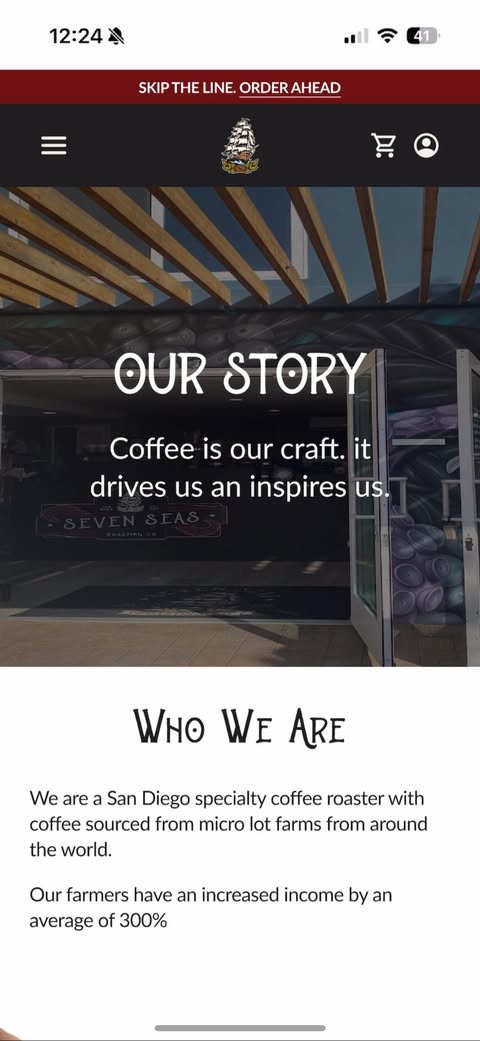 12:24
41
SKIP THE LINE. ORDER AHEAD
OUR STORY
Coffee is our craft. it
drives us an inspires us.
SEVEN SEAS
ROASTING CO
WHO WE ARE
We are a San Diego specialty coffee roaster with
coffee sourced from micro lot farms from around
the world.
Our farmers have an increased income by an
average of 300%